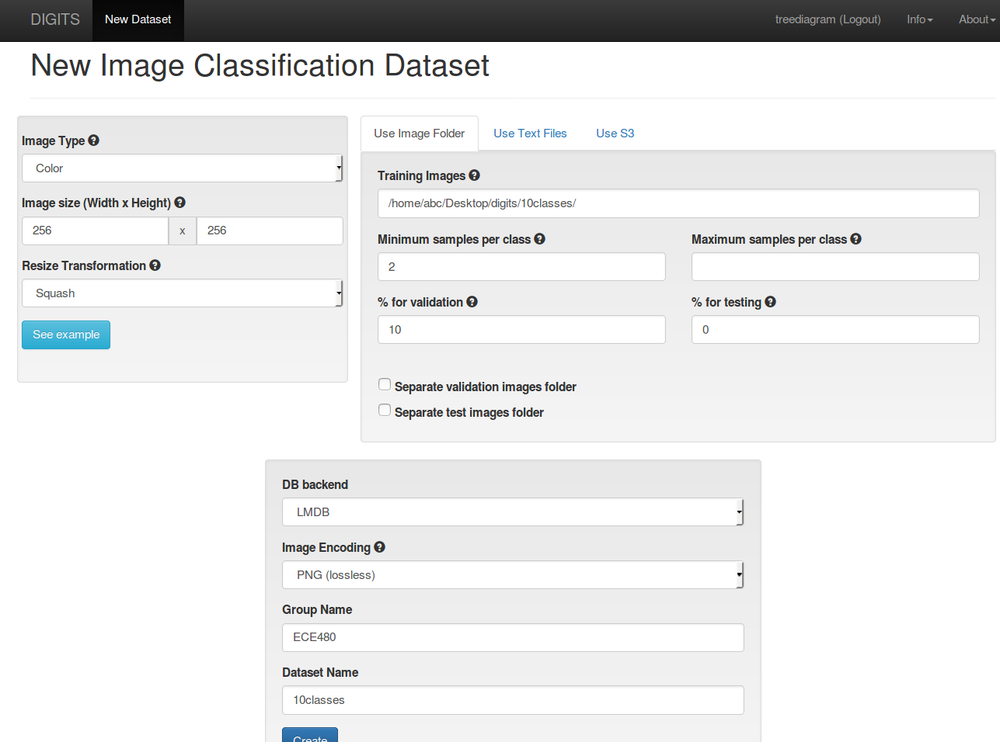 DIGITS New Dataset treediagram (Logout) Info About
New Image Classification Dataset
Image Type
Color
Image size (Width x Height)
256 x 256
Resize Transformation
Squash
See example
Use Image Folder Use Text Files Use S3
Training Images
/home/abc/Desktop/digits/10classes/
Minimum samples per class Maximum samples per class
2
% for validation % for testing
10 0
Separate validation images folder
Separate test images folder
DB backend
LMDB
Image Encoding
PNG (lossless)
Group Name
ECE480
Dataset Name
10classes
Create